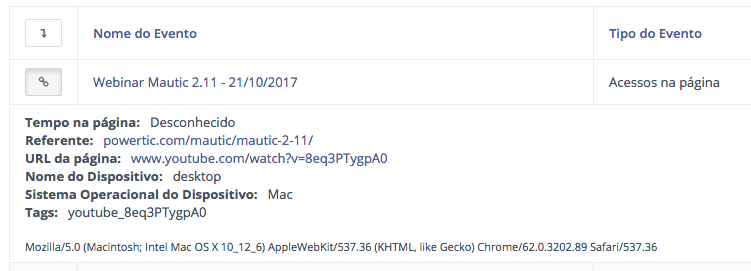 Nome do Evento Tipo do Evento
Webinar Mautic 2.11 - 21/10/2017 Acessos na página
Tempo na página: Desconhecido
Referente: powertic.com/mautic/mautic-2-11/
URL da página: www.youtube.com/watch?v=8eq3PTygpA0
Nome do Dispositivo: desktop
Sistema Operacional do Dispositivo: Mac
Tags: youtube_8eq3PTygpA0
Mozilla/5.0 (Macintosh; Intel Mac OS X 10_12_6) AppleWebKit/537.36 (KHTML, like Gecko) Chrome/62.0.3202.89 Safari/537.36